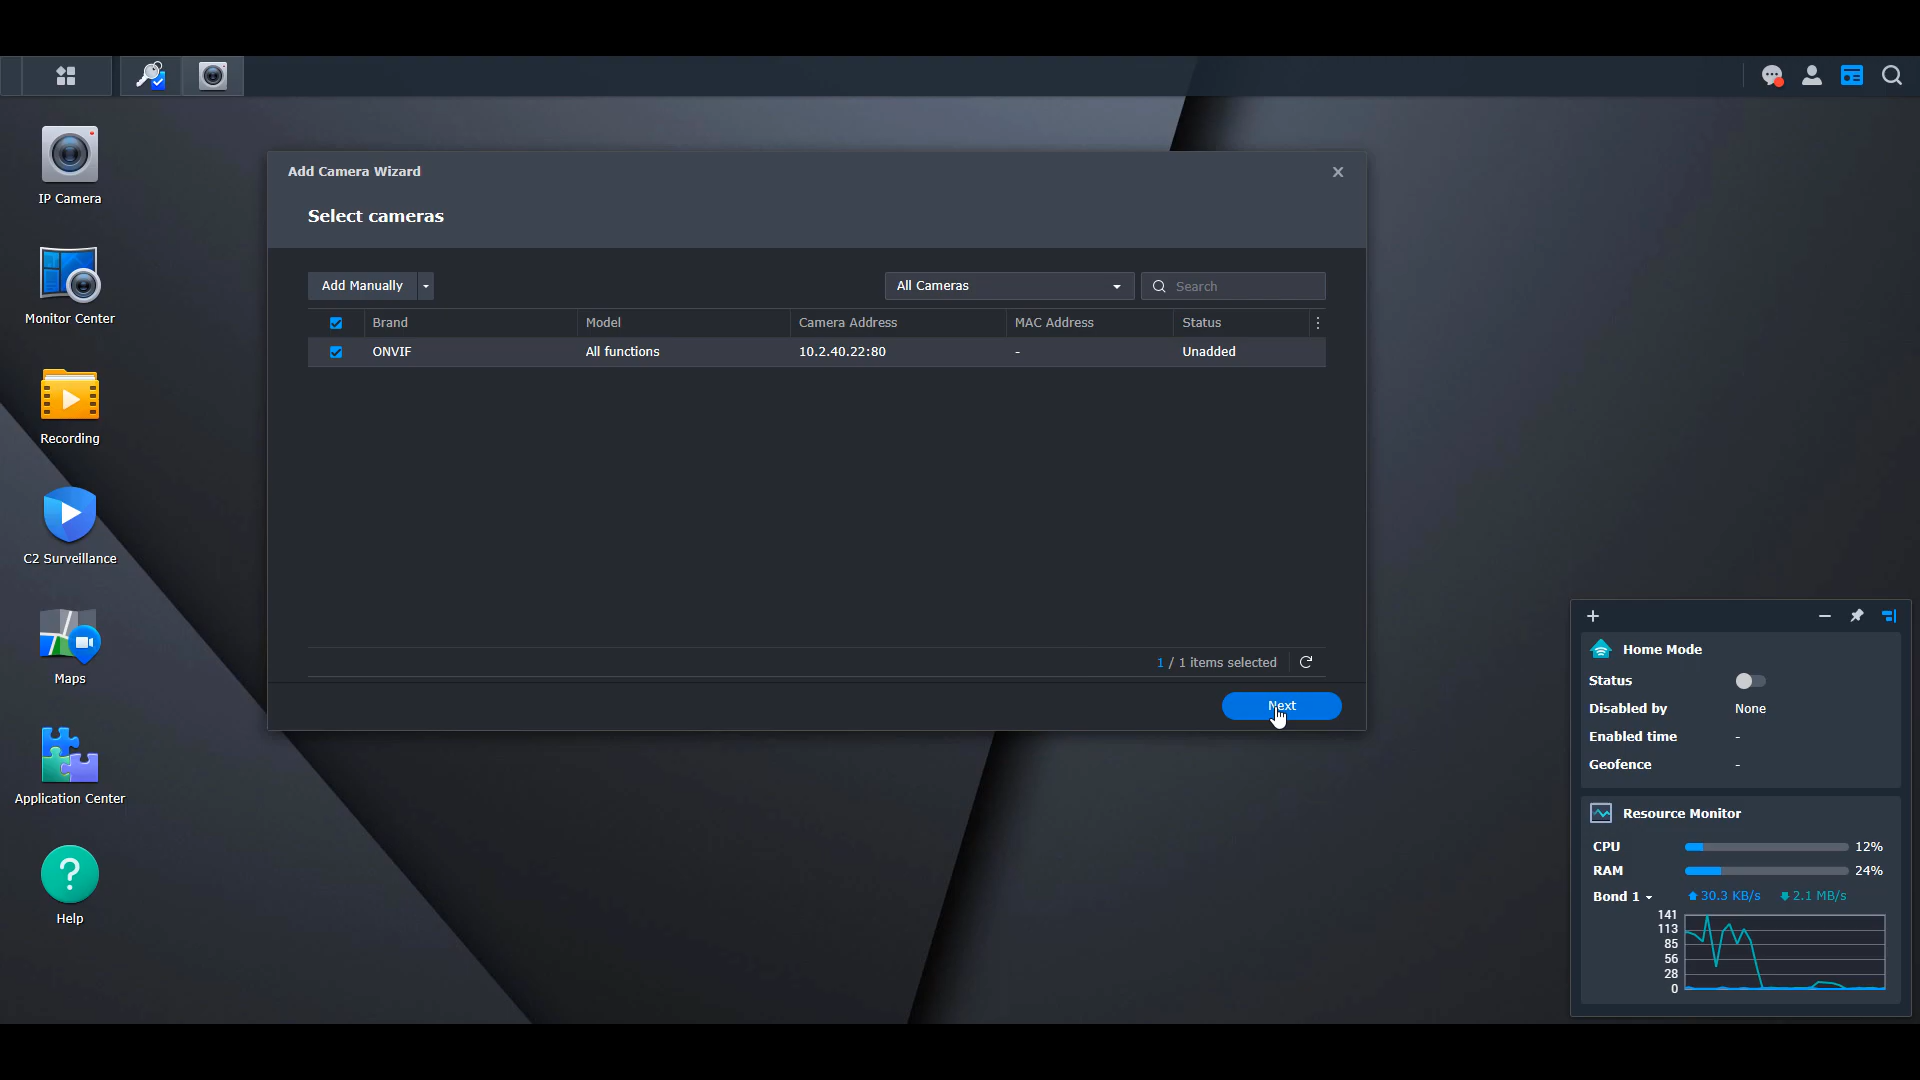 Add Camera Wizard
Select cameras
Add Manually
All Cameras
Search
Brand Model Camera Address MAC Address Status
ONVIF All functions 10.2.40.22:80 - Unadded
1 / 1 items selected
Next
IP Camera
Monitor Center
Recording
C2 Surveillance
Maps
Application Center
Help
Home Mode
Status
Disabled by None
Enabled time -
Geofence -
Resource Monitor
CPU 12%
RAM 24%
Bond 1 30.3 KB/s 2.1 MB/s
141
113
85
56
28
0